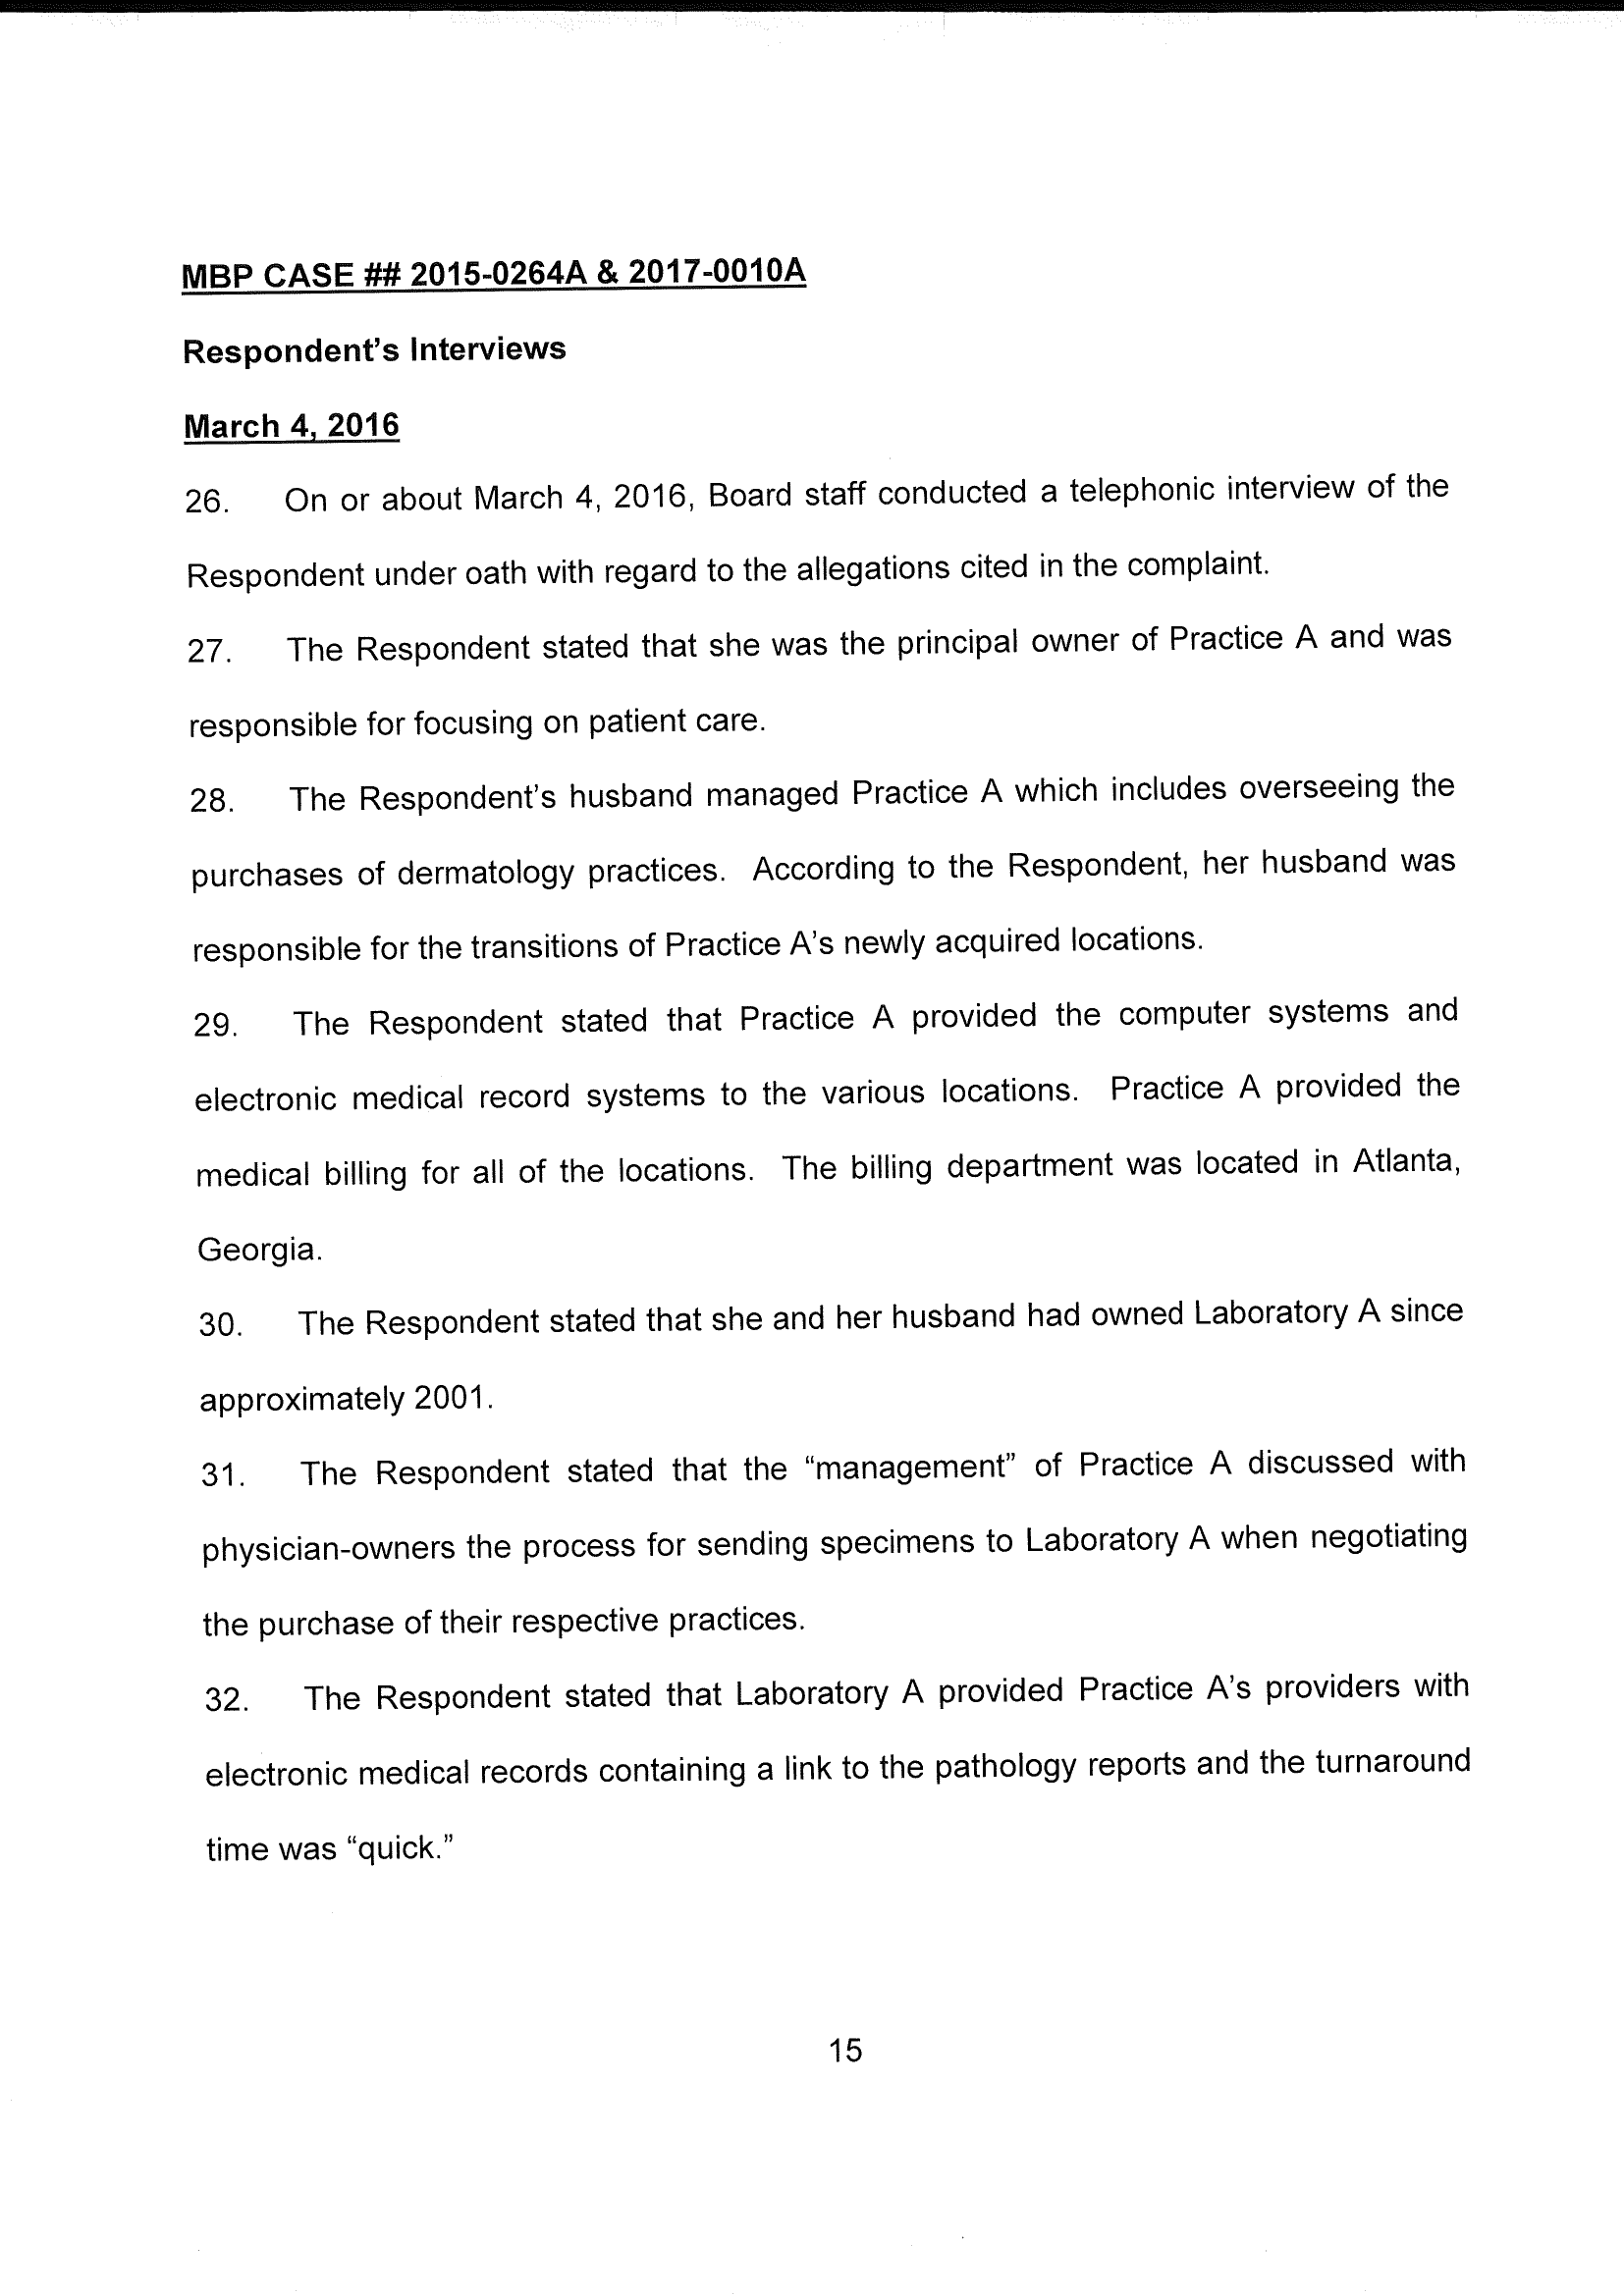 MBP CASE ## 2015-0264A & 2017-0010A
Respondent's Interviews
March 4, 2016
26. On or about March 4, 2016, Board staff conducted a telephonic interview of the
Respondent under oath with regard to the allegations cited in the complaint.
27. The Respondent stated that she was the principal owner of Practice A and was
responsible for focusing on patient care.
28. The Respondent's husband managed Practice A which includes overseeing the
purchases of dermatology practices. According to the Respondent, her husband was
responsible for the transitions of Practice A's newly acquired locations.
29. The Respondent stated that Practice A provided the computer systems and
electronic medical record systems to the various locations. Practice A provided the
medical billing for all of the locations. The billing department was located in Atlanta,
Georgia.
30. The Respondent stated that she and her husband had owned Laboratory A since
approximately 2001.
31. The Respondent stated that the “management” of Practice A discussed with
physician-owners the process for sending specimens to Laboratory A when negotiating
the purchase of their respective practices.
32. The Respondent stated that Laboratory A provided Practice A's providers with
electronic medical records containing a link to the pathology reports and the turnaround
time was “quick.”
15